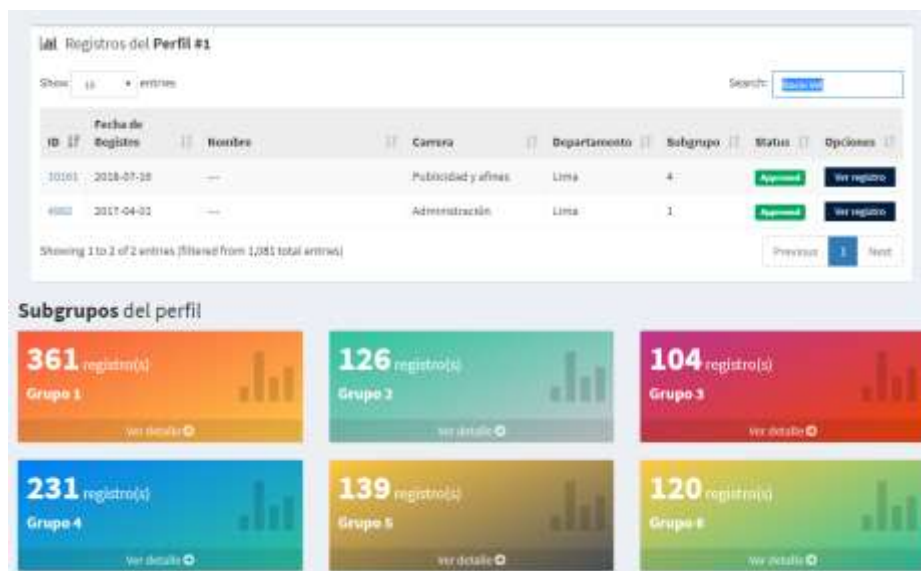 Registros del Perfil #1
Show 10 entries
Search:
ID Fecha de Registro Nombre Carrera Departamento Subgrupo Status Opciones
10161 2018-07-16 --- Publicidad y afines Lima 4 Approved Ver registro
2017-04-03 --- Administración Lima 1 Approved Ver registro
Showing 1 to 2 of 2 entries (filtered from 1,081 total entries)
Previous 1 Next
Subgrupos del perfil
361 registro(s)
Grupo 1
Ver detalle
126 registro(s)
Grupo 2
Ver detalle
104 registro(s)
Grupo 3
Ver detalle
231 registro(s)
Grupo 4
Ver detalle
139 registro(s)
Grupo 5
Ver detalle
120 registro(s)
Grupo 6
Ver detalle